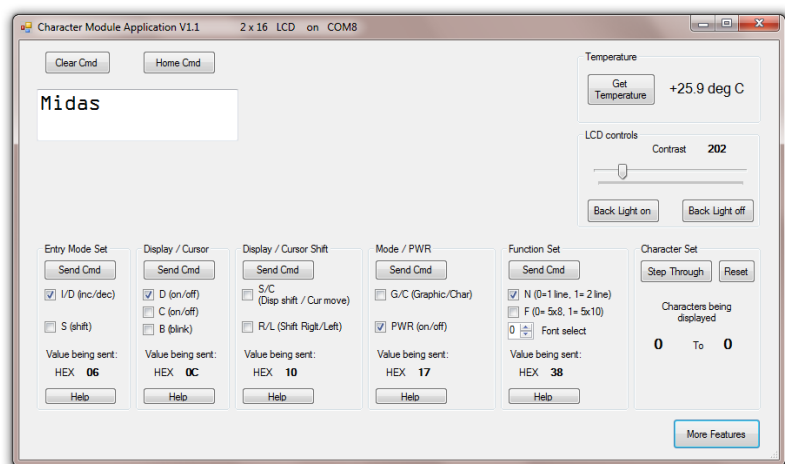 Character Module Application V1.1 2 x 16 LCD on COM8
Clear Cmd
Home Cmd
Midas
Temperature
Get
Temperature
+25.9 deg C
LCD controls
Contrast 202
Back Light on
Back Light off
Entry Mode Set
Send Cmd
I/D (inc/dec)
S (shift)
Value being sent:
HEX 06
Help
Display / Cursor
Send Cmd
D (on/off)
C (on/off)
B (blink)
Value being sent:
HEX 0C
Help
Display / Cursor Shift
Send Cmd
S/C
(Disp shift / Cur move)
R/L (Shift Riglt/Left)
Value being sent:
HEX 10
Help
Mode / PWR
Send Cmd
G/C (Graphic/Char)
PWR (on/off)
Value being sent:
HEX 17
Help
Function Set
Send Cmd
N (0=1 line, 1= 2 line)
F (0= 5x8, 1= 5x10)
0 Font select
Value being sent:
HEX 38
Help
Character Set
Step Through
Reset
Characters being
displayed
0 To 0
More Features